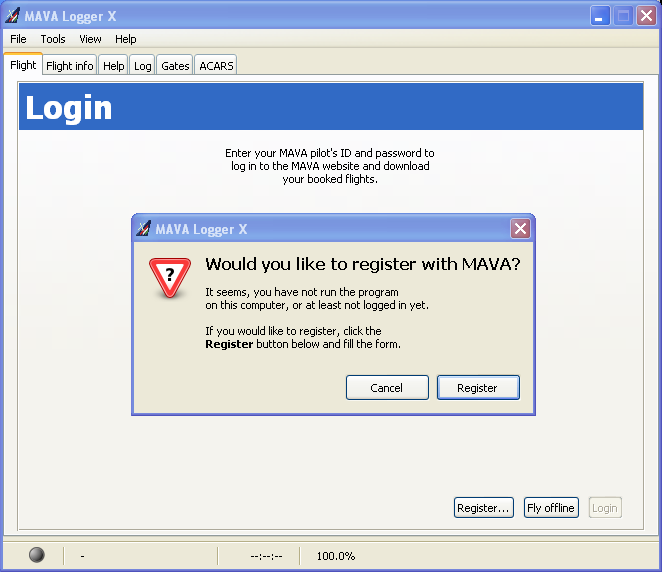 MAVA Logger X
File Tools View Help
Flight Flight info Help Log Gates ACARS
Login
Enter your MAVA pilot's ID and password to
log in to the MAVA website and download
your booked flights.
MAVA Logger X
?
Would you like to register with MAVA?
It seems, you have not run the program
on this computer, or at least not logged in yet.
If you would like to register, click the
Register button below and fill the form.
Cancel Register
Register... Fly offline Login
- --:--:-- 100.0%